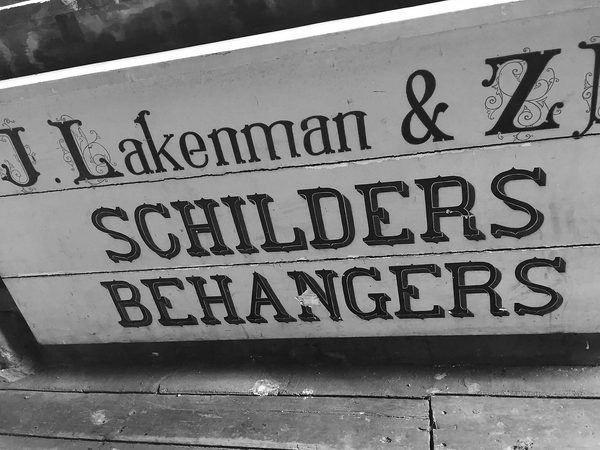 J. Lakenman & Z
SCHILDERS
BEHANGERS